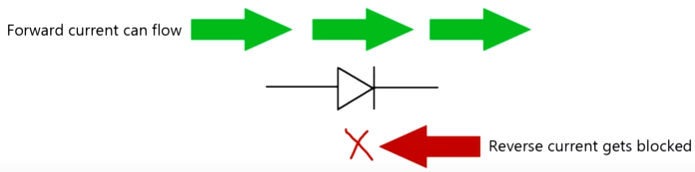 Forward current can flow
Reverse current gets blocked